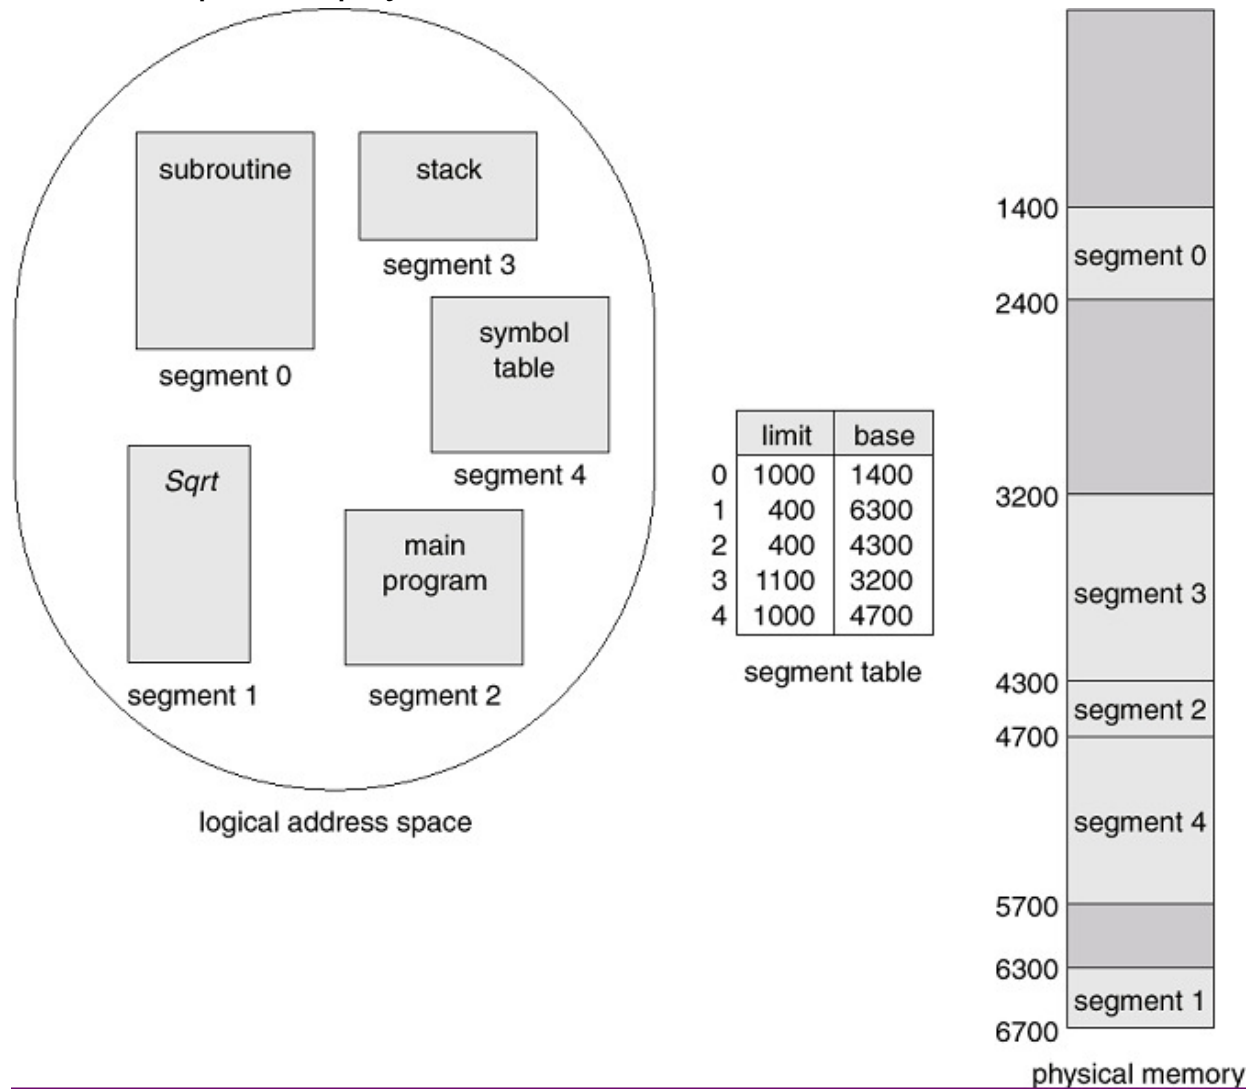 subroutine
segment 0
stack
segment 3
symbol
table
segment 4
Sqrt
segment 1
main
program
segment 2
logical address space
limit base
0 1000 1400
1 400 6300
2 400 4300
3 1100 3200
4 1000 4700
segment table
1400
segment 0
2400
3200
segment 3
4300
segment 2
4700
segment 4
5700
6300
segment 1
6700
physical memory